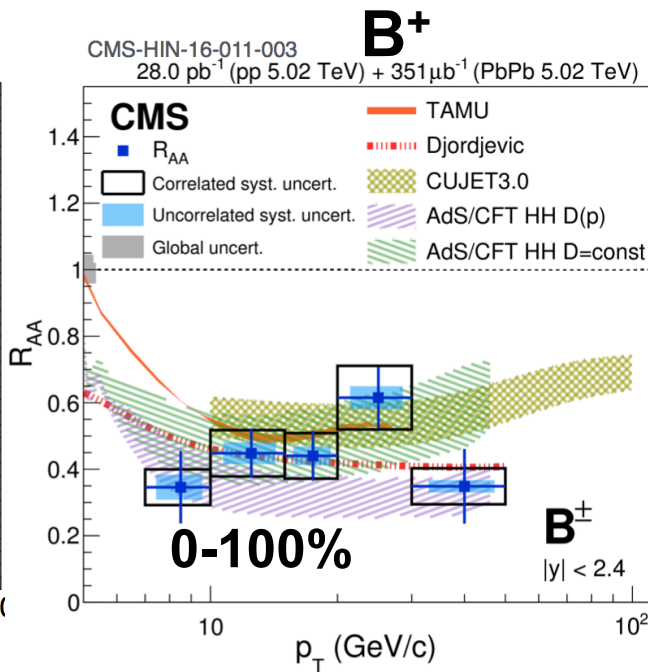 B+
CMS-HIN-16-011-003
28.0 pb⁻¹ (pp 5.02 TeV) + 351μb⁻¹ (PbPb 5.02 TeV)
CMS
R_AA
Correlated syst. uncert.
Uncorrelated syst. uncert.
Global uncert.
TAMU
Djordjevic
CUJET3.0
AdS/CFT HH D(p)
AdS/CFT HH D=const
1.4
1.2
1
0.8
0.6
0.4
0.2
0
R_AA
0-100%
B±
|y| < 2.4
10
10²
p_T (GeV/c)